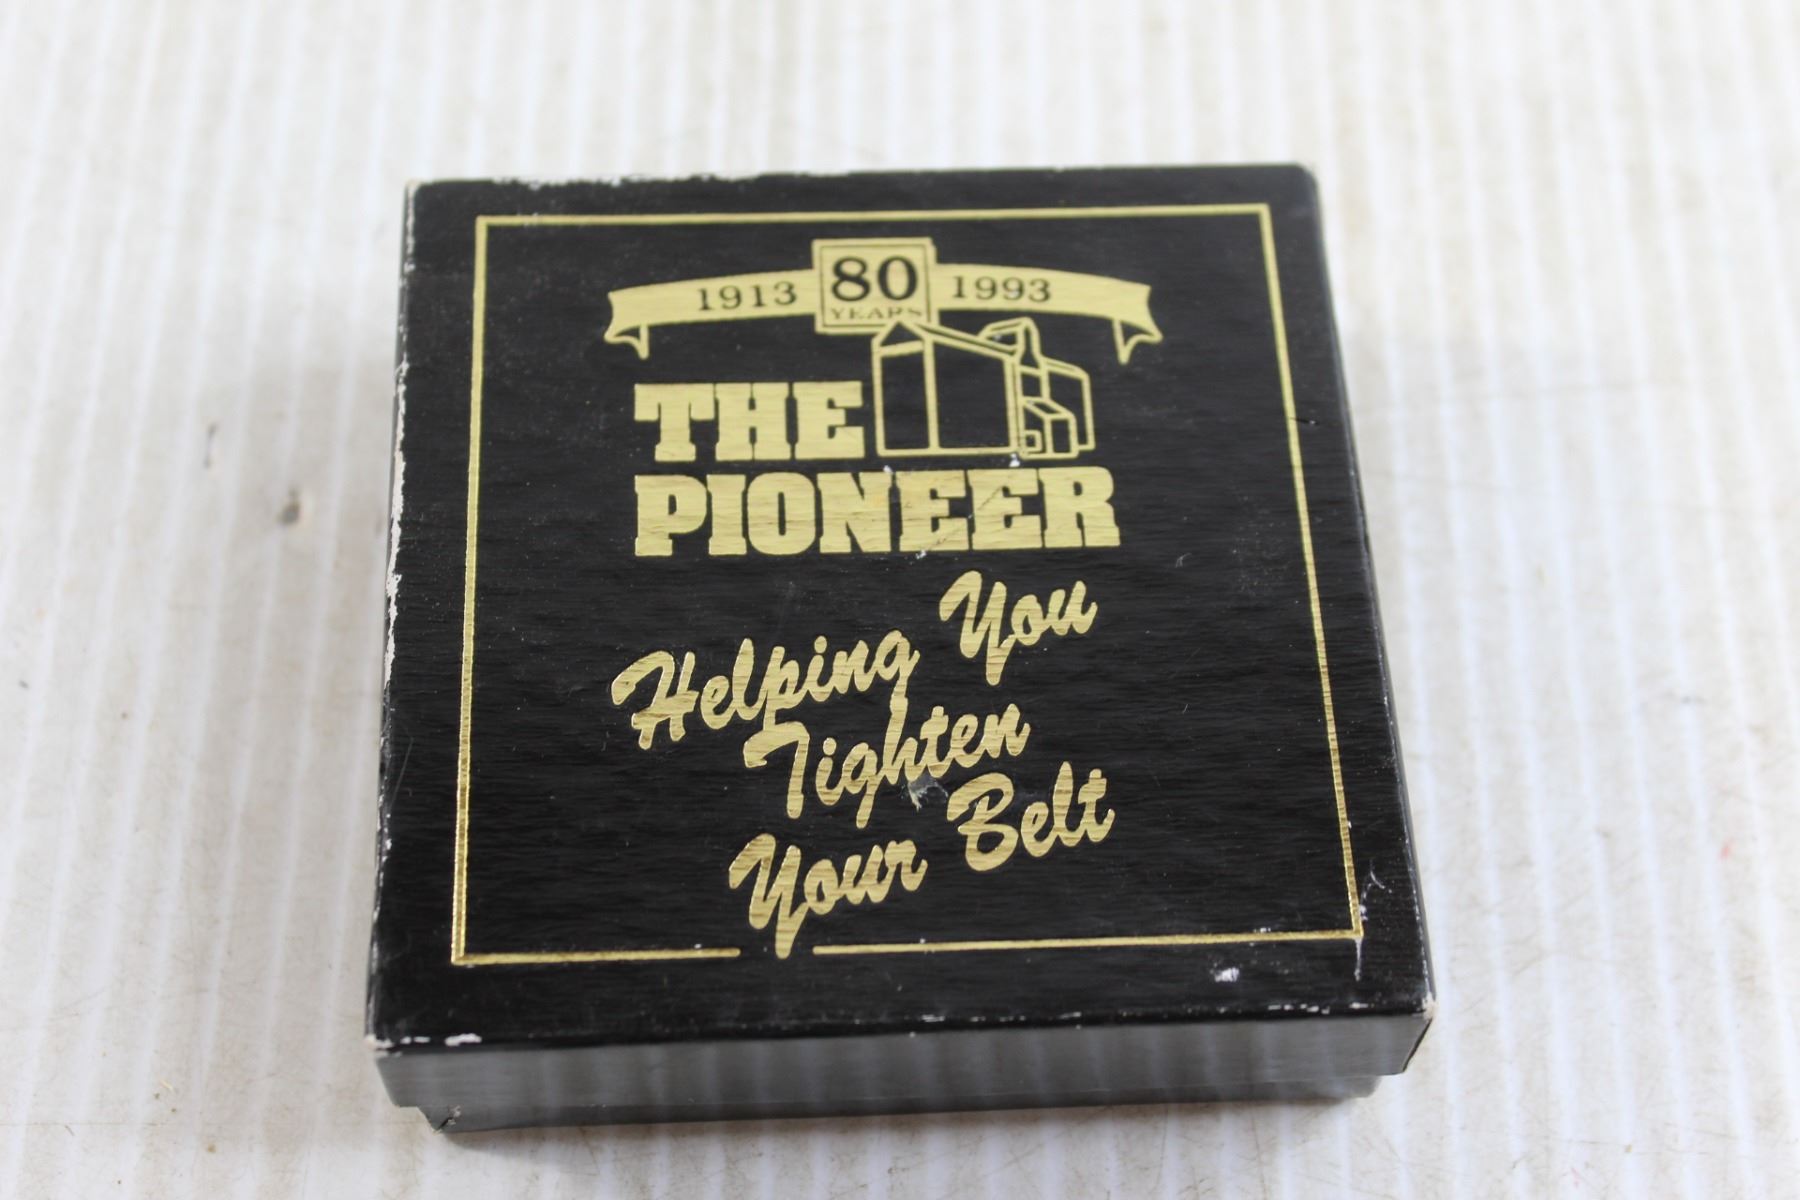 1913 80 1993
YEARS
THE
PIONEER
Helping You
Tighten
Your Belt